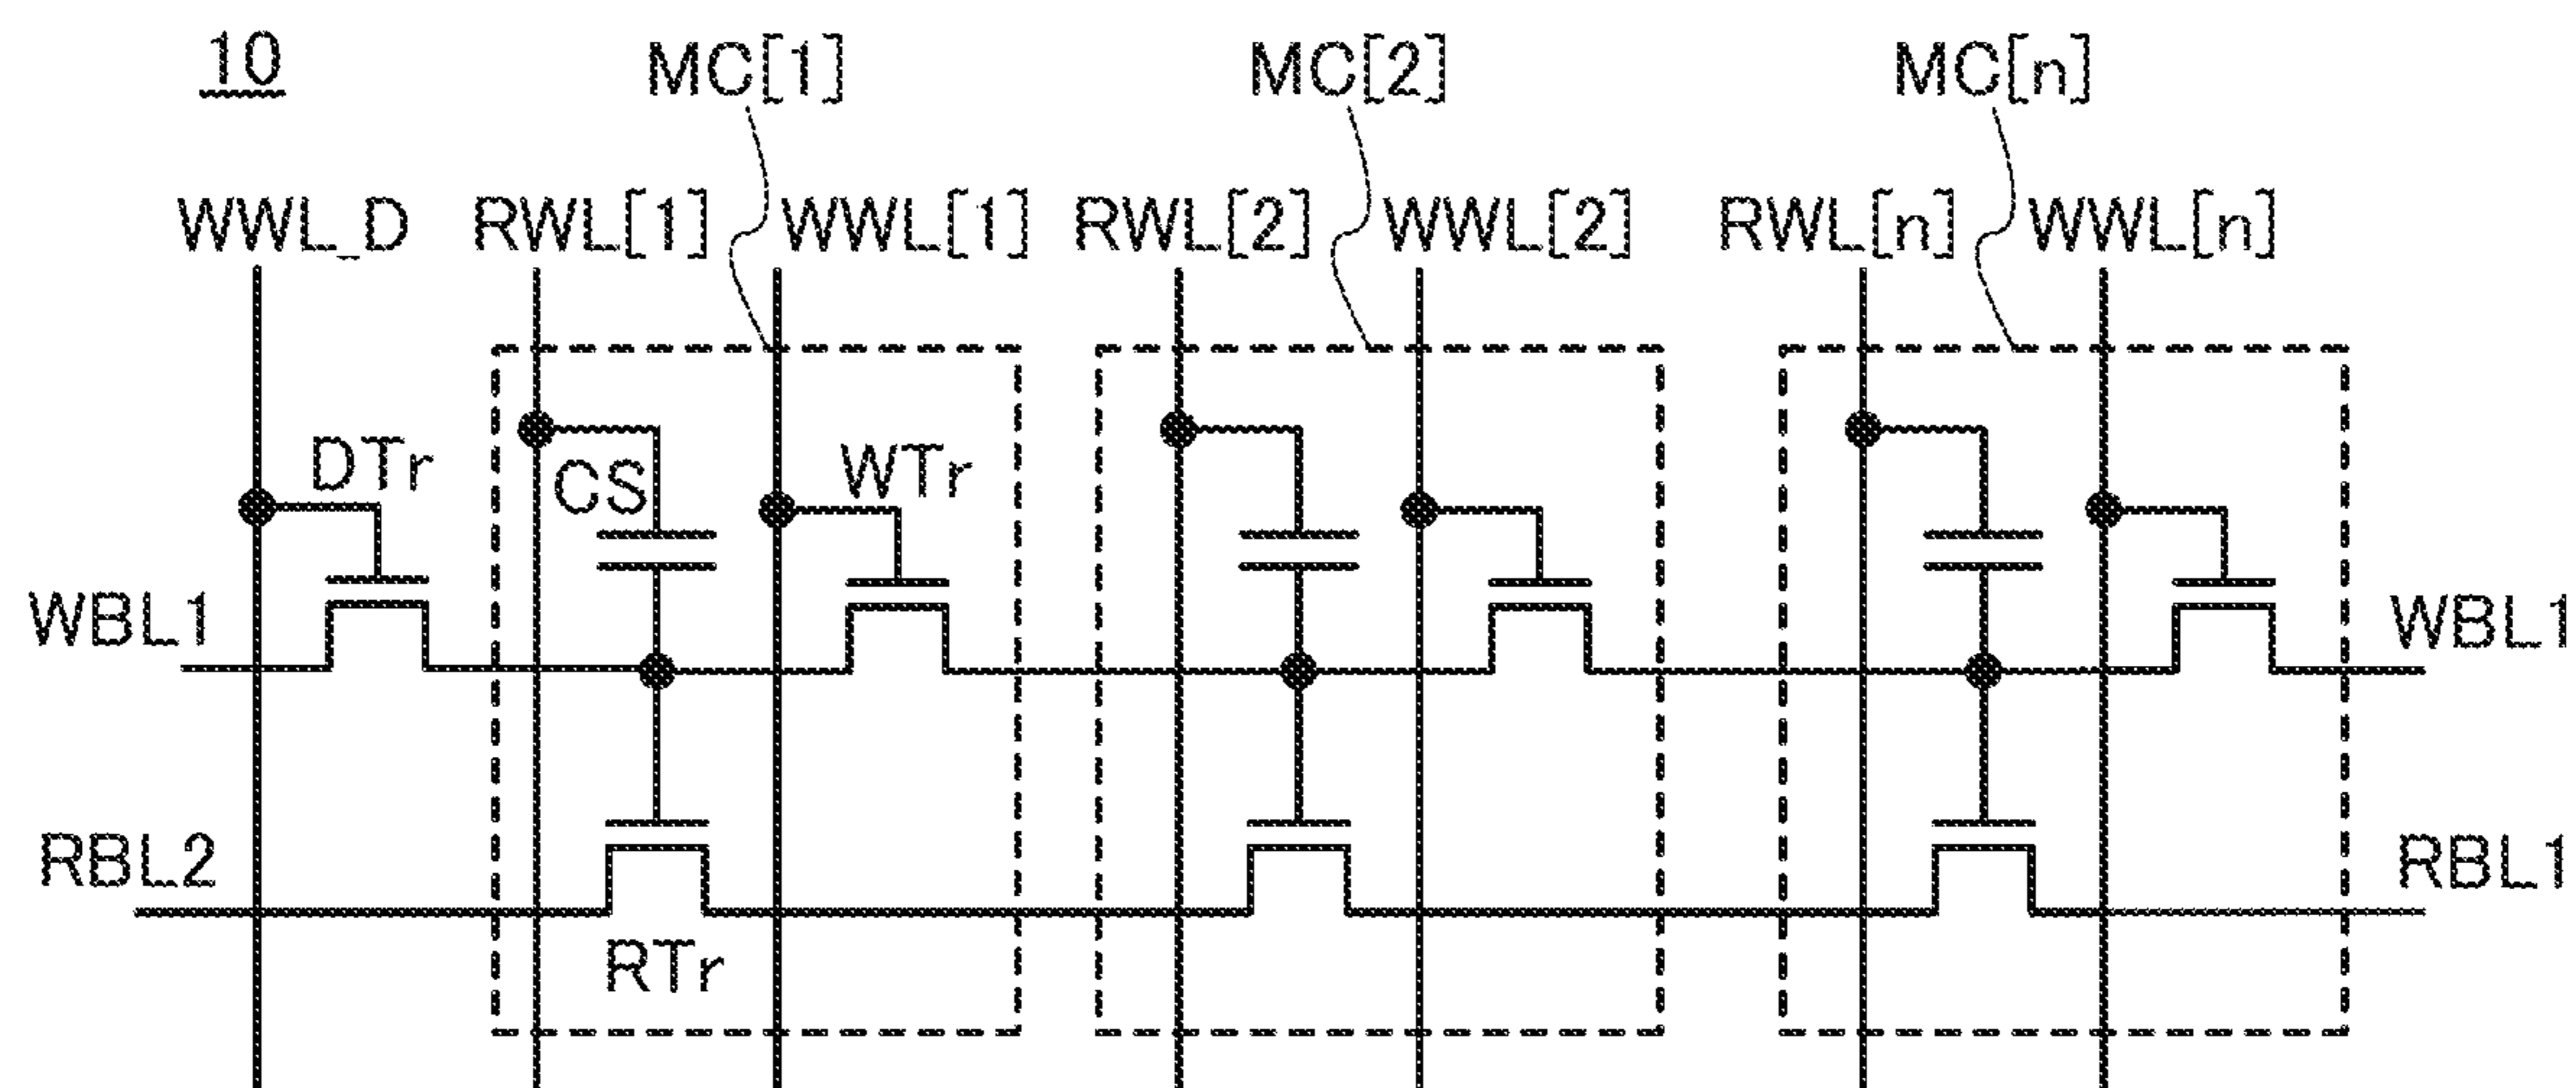 10 MC[1] MC[2] MC[n]
WWL_D RWL[1] WWL[1] RWL[2] WWL[2] RWL[n] WWL[n]
DTr CS WTr
WBL1 WBL1
RBL2 RBL1
RTr